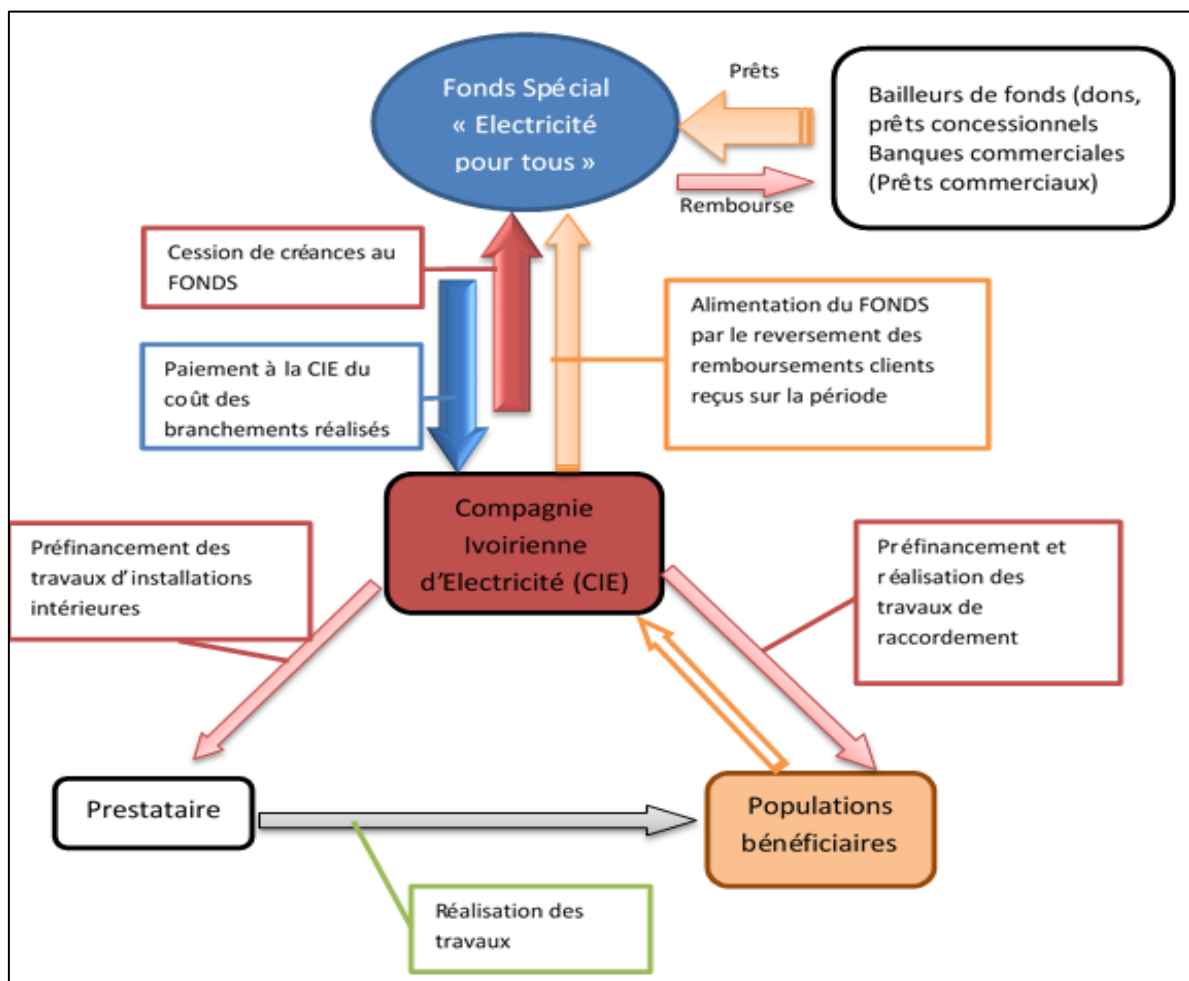 Fonds Spécial
« Electricité
pour tous »
Prêts
Rembourse
Bailleurs de fonds (dons,
prêts concessionnels
Banques commerciales
(Prêts commerciaux)
Cession de créances au
FONDS
Paiement à la CIE du
coût des
branchements réalisés
Alimentation du FONDS
par le reversement des
remboursements clients
reçus sur la période
Compagnie
Ivoirienne
d'Electricité (CIE)
Préfinancement des
travaux d'installations
intérieures
Préfinancement et
réalisation des
travaux de
raccordement
Prestataire
Populations
bénéficiaires
Réalisation des
travaux